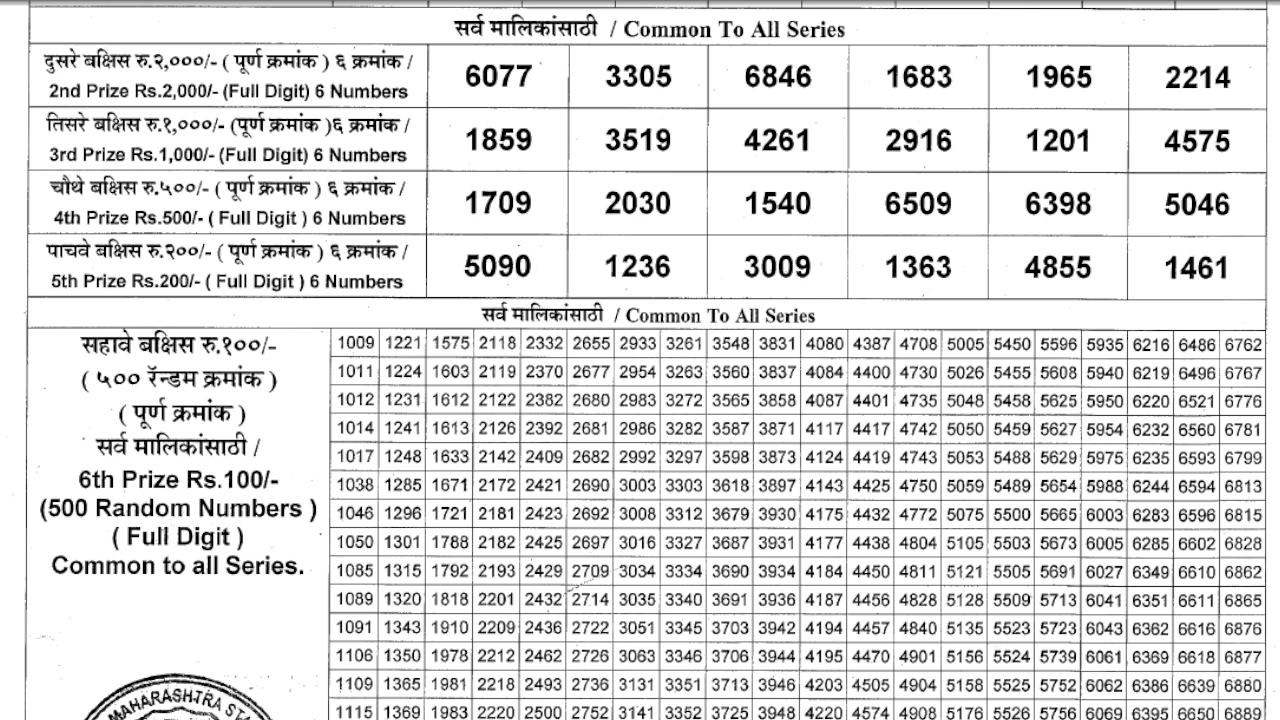 सर्व मालिकांसाठी / Common To All Series
दुसरे बक्षिस रु.२,०००/- ( पूर्ण क्रमांक ) ६ क्रमांक /
2nd Prize Rs.2,000/- (Full Digit) 6 Numbers
6077 3305 6846 1683 1965 2214
तिसरे बक्षिस रु.१,०००/- (पूर्ण क्रमांक )६ क्रमांक /
3rd Prize Rs.1,000/- (Full Digit) 6 Numbers
1859 3519 4261 2916 1201 4575
चौथे बक्षिस रु.५००/- ( पूर्ण क्रमांक ) ६ क्रमांक /
4th Prize Rs.500/- ( Full Digit ) 6 Numbers
1709 2030 1540 6509 6398 5046
पाचवे बक्षिस रु.२००/- ( पूर्ण क्रमांक ) ६ क्रमांक /
5th Prize Rs.200/- ( Full Digit ) 6 Numbers
5090 1236 3009 1363 4855 1461
सर्व मालिकांसाठी / Common To All Series
सहावे बक्षिस रु.१००/-
( ५०० रॅन्डम क्रमांक )
( पूर्ण क्रमांक )
सर्व मालिकांसाठी /
6th Prize Rs.100/-
(500 Random Numbers )
( Full Digit )
Common to all Series.
1009 1221 1575 2118 2332 2655 2933 3261 3548 3831 4080 4387 4708 5005 5450 5596 5935 6216 6486 6762
1011 1224 1603 2119 2370 2677 2954 3263 3560 3837 4084 4400 4730 5026 5455 5608 5940 6219 6496 6767
1012 1231 1612 2122 2382 2680 2983 3272 3565 3858 4087 4401 4735 5048 5458 5625 5950 6220 6521 6776
1014 1241 1613 2126 2392 2681 2986 3282 3587 3871 4117 4417 4742 5050 5459 5627 5954 6232 6560 6781
1017 1248 1633 2142 2409 2682 2992 3297 3598 3873 4124 4419 4743 5053 5488 5629 5975 6235 6593 6799
1038 1285 1671 2172 2421 2690 3003 3303 3618 3897 4143 4425 4750 5059 5489 5654 5988 6244 6594 6813
1046 1296 1721 2181 2423 2692 3008 3312 3679 3930 4175 4432 4772 5075 5500 5665 6003 6283 6596 6815
1050 1301 1788 2182 2425 2697 3016 3327 3687 3931 4177 4438 4804 5105 5503 5673 6005 6285 6602 6828
1085 1315 1792 2193 2429 2709 3034 3334 3690 3934 4184 4450 4811 5121 5505 5691 6027 6349 6610 6862
1089 1320 1818 2201 2432 2714 3035 3340 3691 3936 4187 4456 4828 5128 5509 5713 6041 6351 6611 6865
1091 1343 1910 2209 2436 2722 3051 3345 3703 3942 4194 4457 4840 5135 5523 5723 6043 6362 6616 6876
1106 1350 1978 2212 2462 2726 3063 3346 3706 3944 4195 4470 4901 5156 5524 5739 6061 6369 6618 6877
1109 1365 1981 2218 2493 2736 3131 3351 3713 3946 4203 4505 4904 5158 5525 5752 6062 6386 6639 6880
1115 1369 1983 2220 2500 2752 3141 3352 3725 3948 4220 4574 4908 5176 5526 5756 6069 6395 6650 6889
MAHARASHTRA